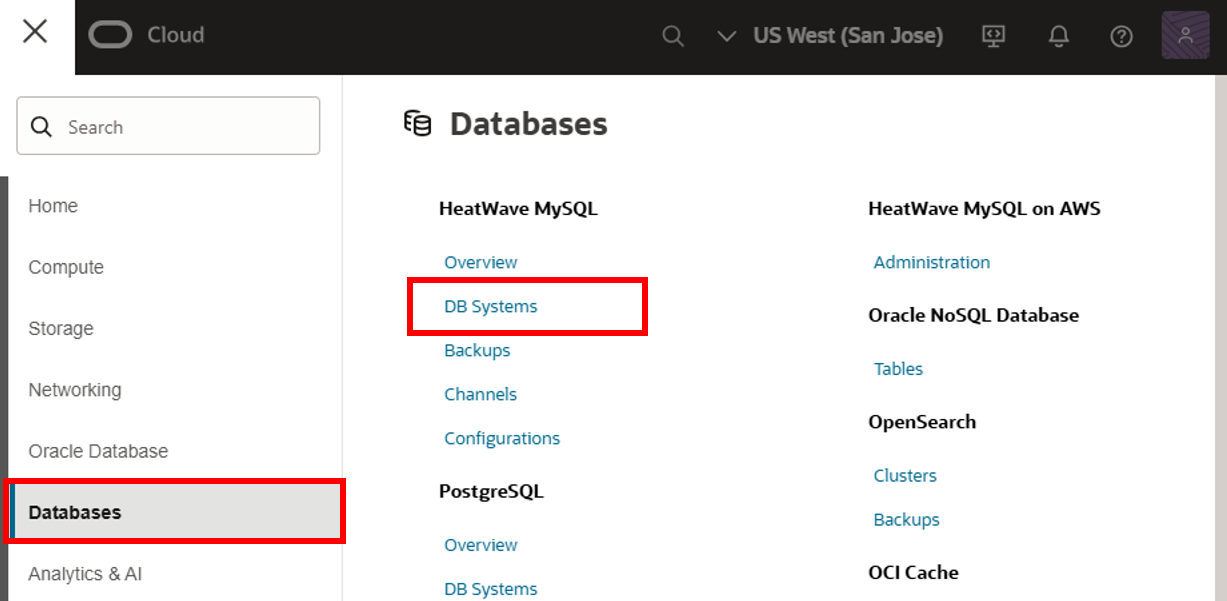 Cloud
US West (San Jose)
Search
Home
Compute
Storage
Networking
Oracle Database
Databases
Analytics & AI
Databases
HeatWave MySQL
Overview
DB Systems
Backups
Channels
Configurations
PostgreSQL
Overview
DB Systems
HeatWave MySQL on AWS
Administration
Oracle NoSQL Database
Tables
OpenSearch
Clusters
Backups
OCI Cache